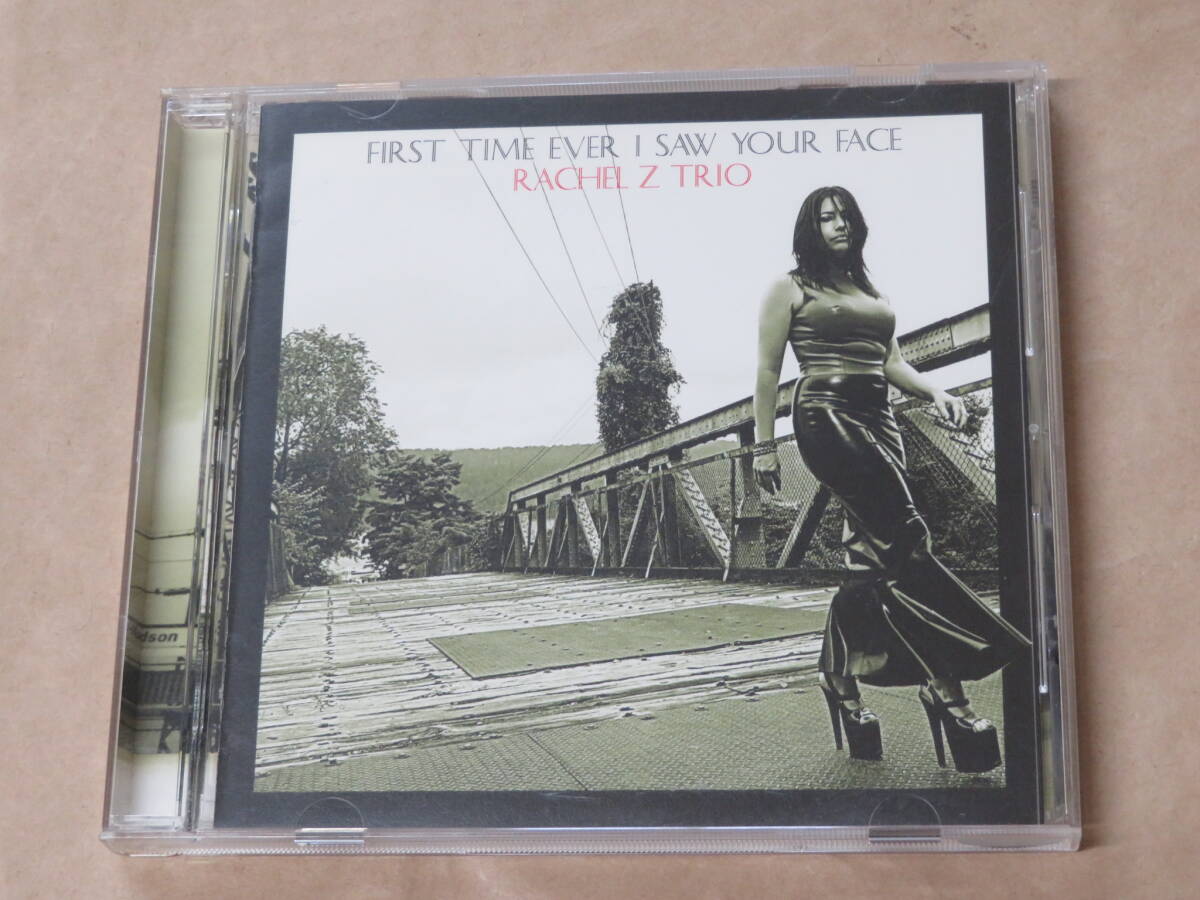 FIRST TIME EVER I SAW YOUR FACE
RACHEL Z TRIO